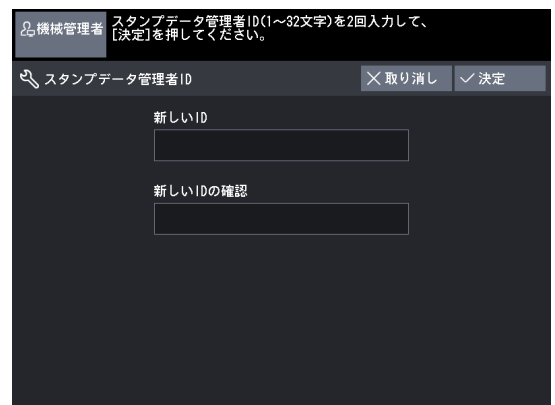 機械管理者
スタンプデータ管理者ID(1～32文字)を2回入力して、
[決定]を押してください。
スタンプデータ管理者ID
取り消し
決定
新しいID
新しいIDの確認